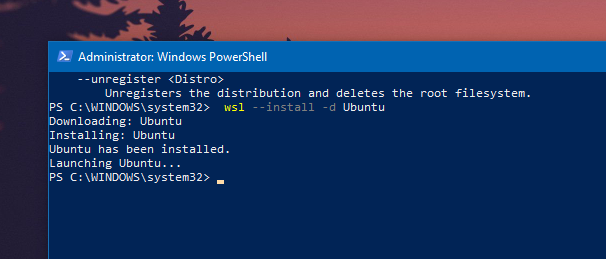 Administrator: Windows PowerShell
--unregister <Distro>
Unregisters the distribution and deletes the root filesystem.
PS C:\WINDOWS\system32>  wsl --install -d Ubuntu
Downloading: Ubuntu
Installing: Ubuntu
Ubuntu has been installed.
Launching Ubuntu...
PS C:\WINDOWS\system32>